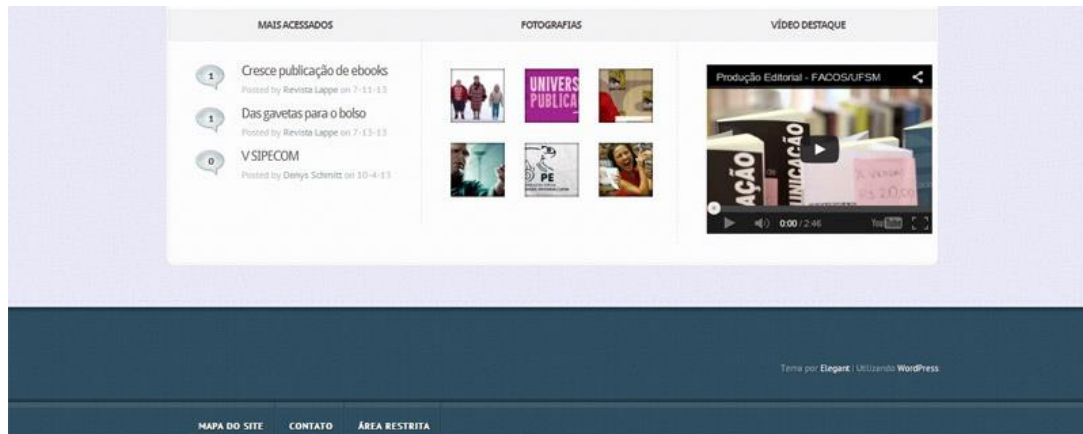 MAIS ACESSADOS
FOTOGRAFIAS
VÍDEO DESTAQUE
1
Cresce publicação de ebooks
Posted by Revista Lappe on 7-11-13
1
Das gavetas para o bolso
Posted by Revista Lappe on 7-13-13
0
V SIPECOM
Posted by Denys Schmitt on 10-4-13
UNIVERS
PUBLICA
PE
Produção Editorial - FACOS/UFSM
AÇÃO
UNICAÇÃO
R$ 20,00
0:00 / 2:46
YouTube
Tema por Elegant | Utilizando WordPress
MAPA DO SITE
CONTATO
ÁREA RESTRITA